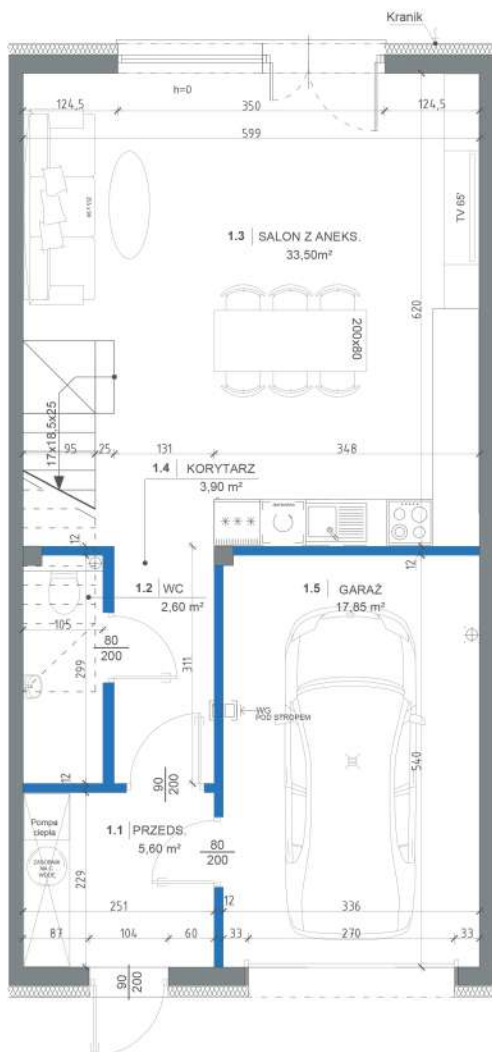 Kranik
124,5
350
124,5
h=0
599
TV 65'
1.3 | SALON Z ANEKS.
33,50m²
620
200x80
17x18,5x25
95
25
131
348
1.4 | KORYTARZ
3,90 m²
12
12
1.2 | WC
2,60 m²
1.5 | GARAŻ
17,85 m²
105
80
200
299
311
WG
POD STROPEM
540
12
90
200
Pompa
ciepła
1.1 | PRZEDS.
5,60 m²
80
200
229
251
12
336
87
104
60
33
270
33
90
200